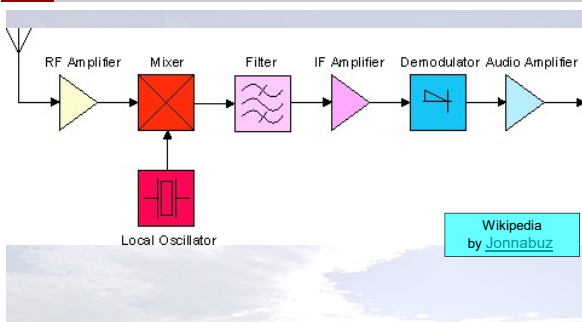 RF Amplifier Mixer Filter IF Amplifier Demodulator Audio Amplifier
Local Oscillator
Wikipedia
by Jonnabuz